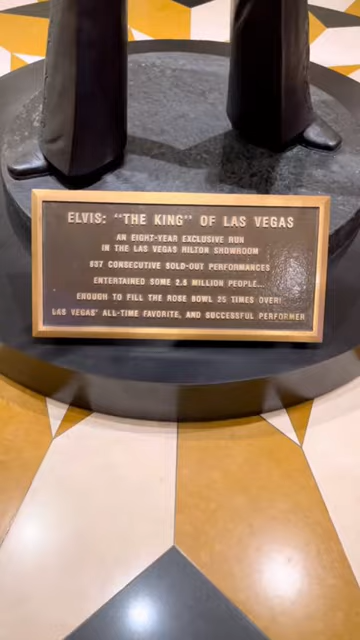 ELVIS: "THE KING" OF LAS VEGAS
AN EIGHT-YEAR EXCLUSIVE RUN
IN THE LAS VEGAS HILTON SHOWROOM
837 CONSECUTIVE SOLD-OUT PERFORMANCES
ENTERTAINED SOME 2.5 MILLION PEOPLE...
ENOUGH TO FILL THE ROSE BOWL 25 TIMES OVER!
LAS VEGAS' ALL-TIME FAVORITE, AND SUCCESSFUL PERFORMER